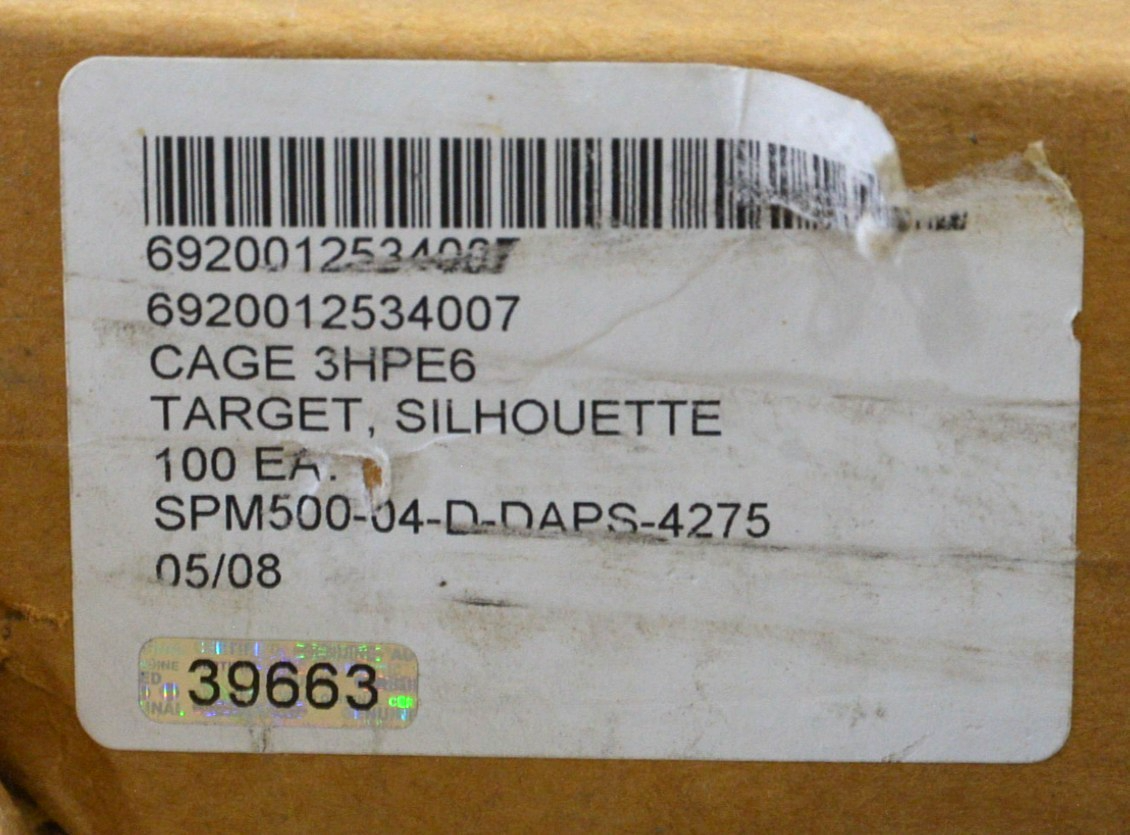 6920012534007
6920012534007
CAGE 3HPE6
TARGET, SILHOUETTE
100 EA.
SPM500-04-D-DAPS-4275
05/08
39663